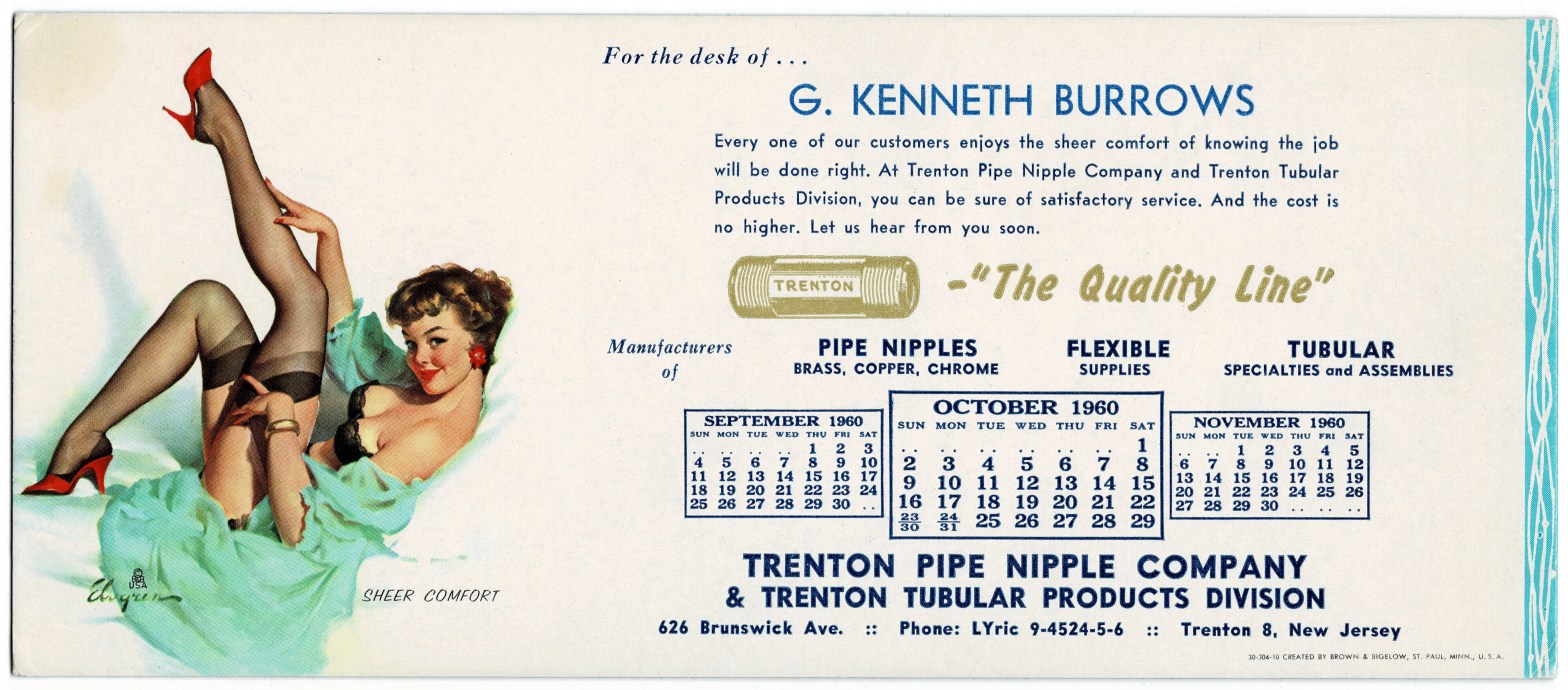 For the desk of . . .
G. KENNETH BURROWS
Every one of our customers enjoys the sheer comfort of knowing the job
will be done right. At Trenton Pipe Nipple Company and Trenton Tubular
Products Division, you can be sure of satisfactory service. And the cost is
no higher. Let us hear from you soon.
TRENTON
-"The Quality Line"
Manufacturers
of
PIPE NIPPLES
BRASS, COPPER, CHROME
FLEXIBLE
SUPPLIES
TUBULAR
SPECIALTIES and ASSEMBLIES
SEPTEMBER 1960
SUN MON TUE WED THU FRI SAT
.. .. .. .. 1 2 3
4 5 6 7 8 9 10
11 12 13 14 15 16 17
18 19 20 21 22 23 24
25 26 27 28 29 30 ..
OCTOBER 1960
SUN MON TUE WED THU FRI SAT
.. .. .. .. .. .. 1
2 3 4 5 6 7 8
9 10 11 12 13 14 15
16 17 18 19 20 21 22
23/30 24/31 25 26 27 28 29
NOVEMBER 1960
SUN MON TUE WED THU FRI SAT
.. .. 1 2 3 4 5
6 7 8 9 10 11 12
13 14 15 16 17 18 19
20 21 22 23 24 25 26
27 28 29 30 .. .. ..
Elvgren
B&B
USA
SHEER COMFORT
TRENTON PIPE NIPPLE COMPANY
& TRENTON TUBULAR PRODUCTS DIVISION
626 Brunswick Ave. :: Phone: LYric 9-4524-5-6 :: Trenton 8, New Jersey
30-304-10 CREATED BY BROWN & BIGELOW, ST. PAUL, MINN., U. S. A.